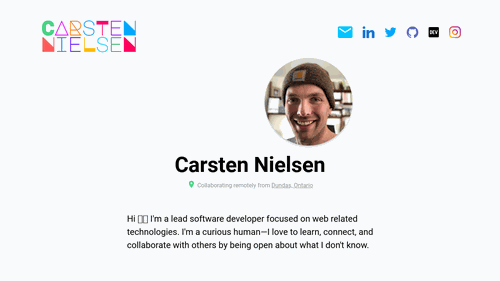 CARSTEN
NIELSEN
DEV
Carsten Nielsen
Collaborating remotely from Dundas, Ontario
Hi I'm a lead software developer focused on web related
technologies. I'm a curious human—I love to learn, connect, and
collaborate with others by being open about what I don't know.